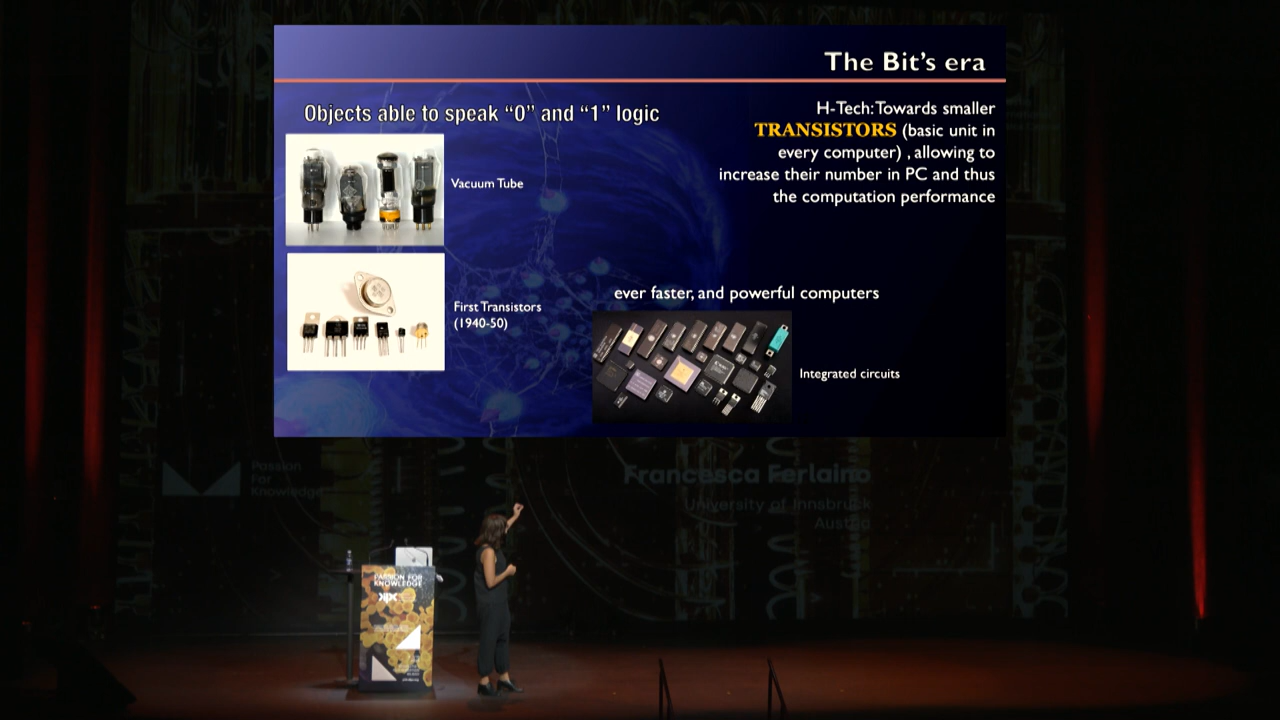 The Bit's era
Objects able to speak “0” and “1” logic
H-Tech: Towards smaller
TRANSISTORS (basic unit in
every computer) , allowing to
increase their number in PC and thus
the computation performance
Vacuum Tube
First Transistors
(1940-50)
ever faster, and powerful computers
Integrated circuits
Passion
For
Knowledge
Francesca Ferlaino
University of Innsbruck
Austria
PASSION FOR
KNOWLEDGE